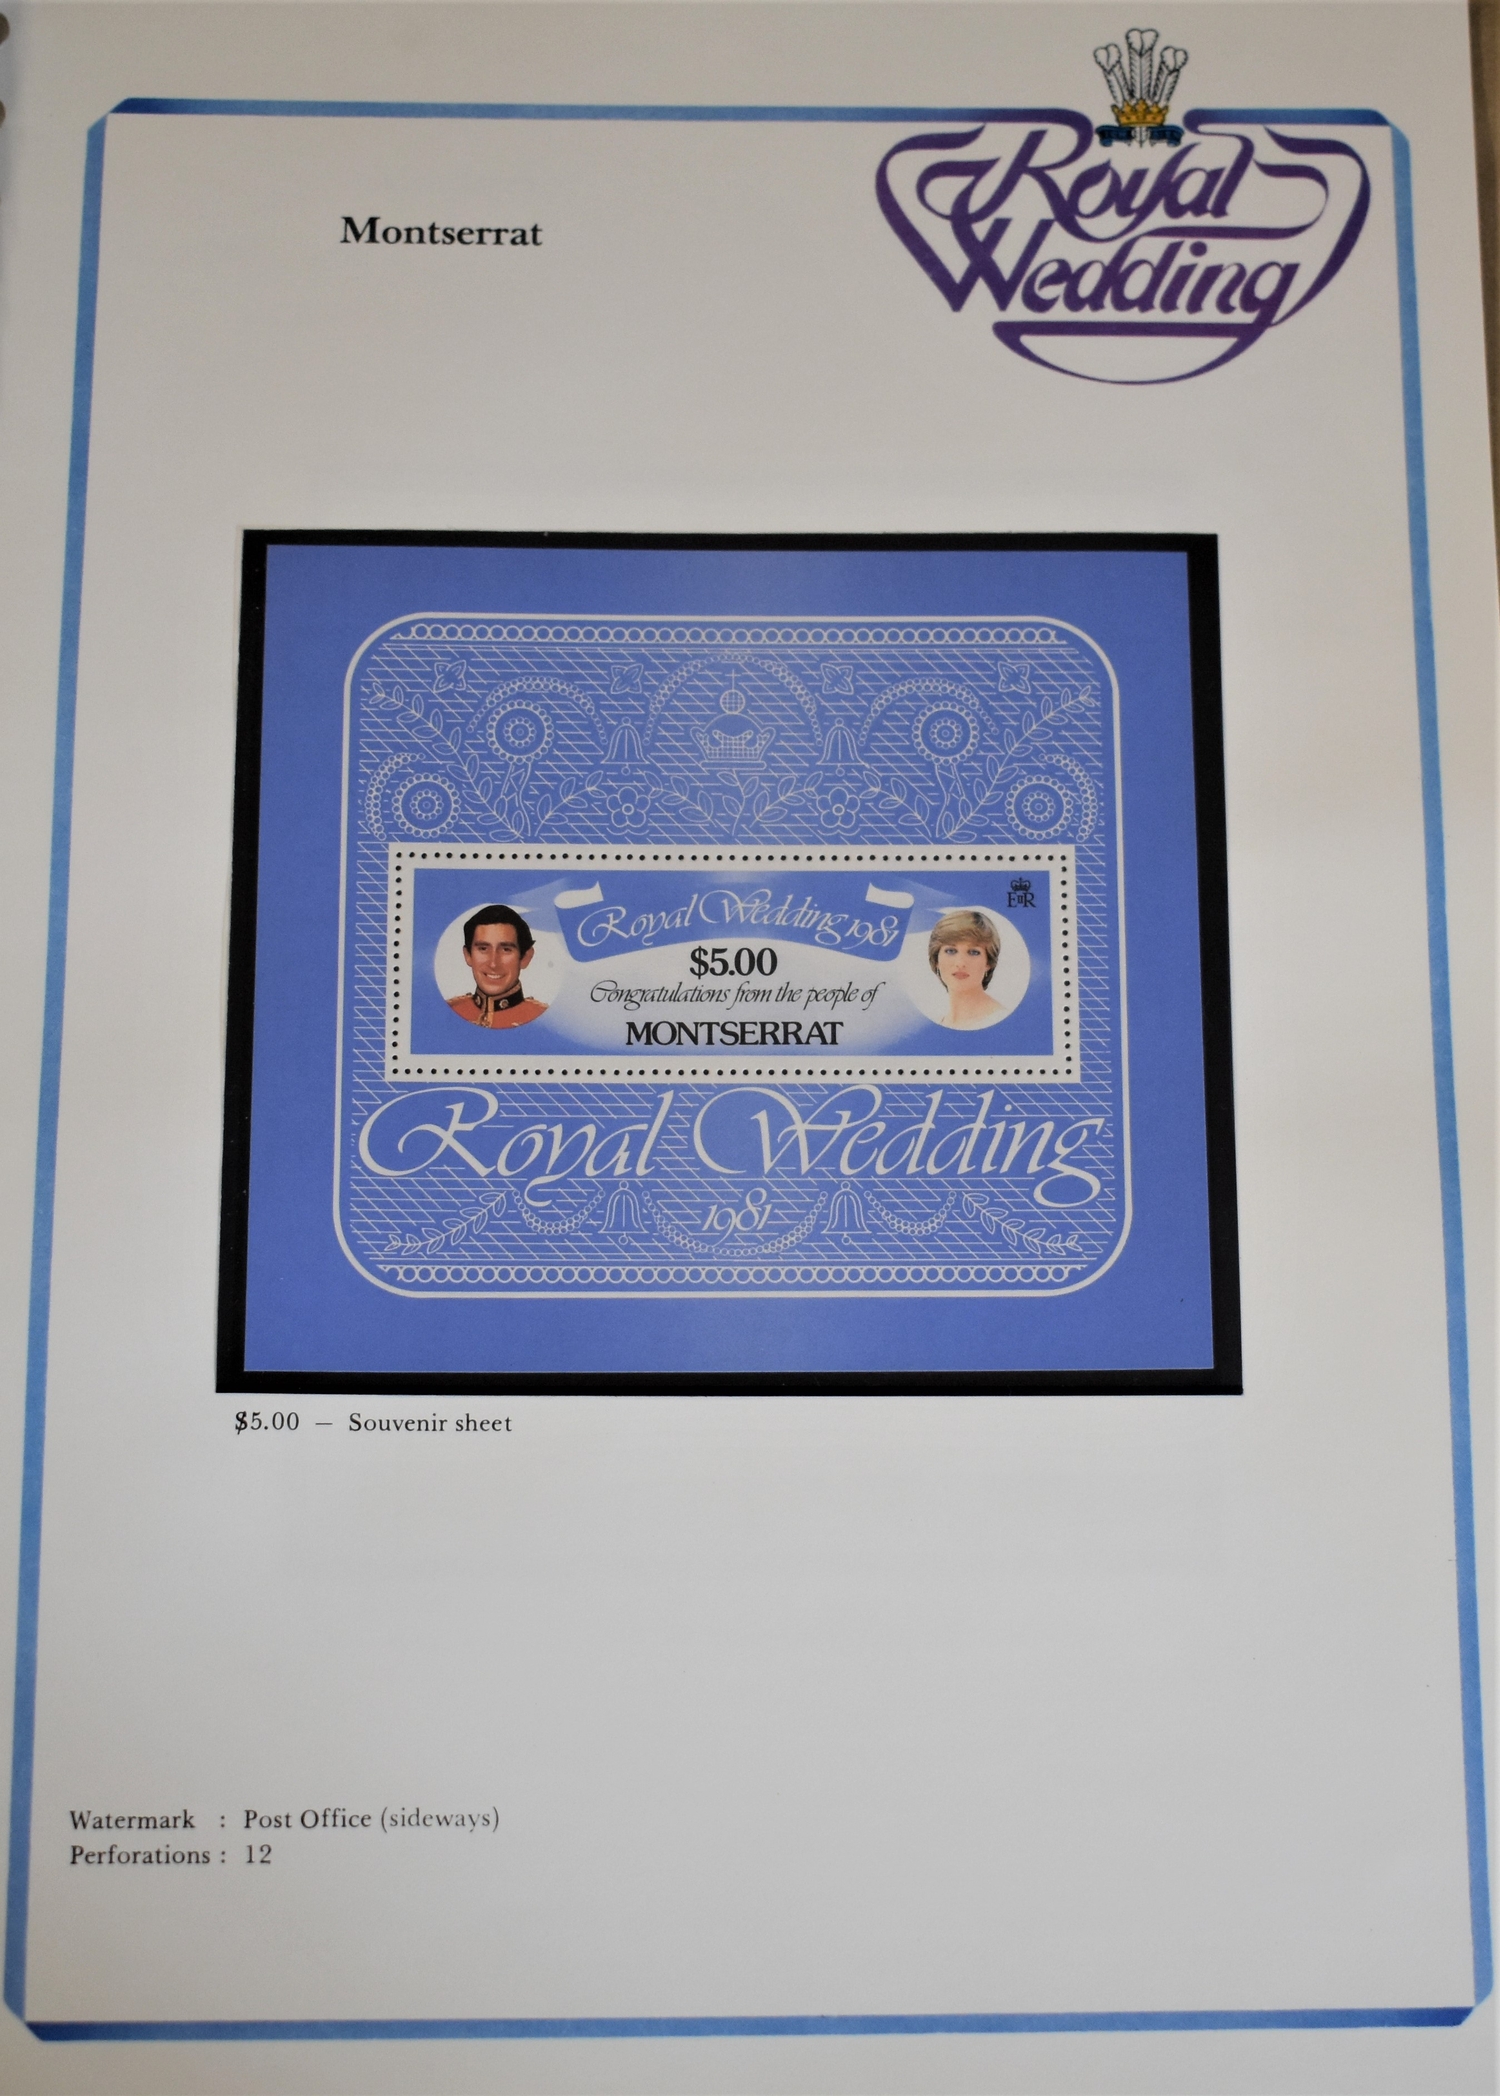 Royal
Wedding
Montserrat
EIIR
Royal Wedding 1981
$5.00
Congratulations from the people of
MONTSERRAT
Royal Wedding
1981
$5.00 — Souvenir sheet
Watermark : Post Office (sideways)
Perforations : 12